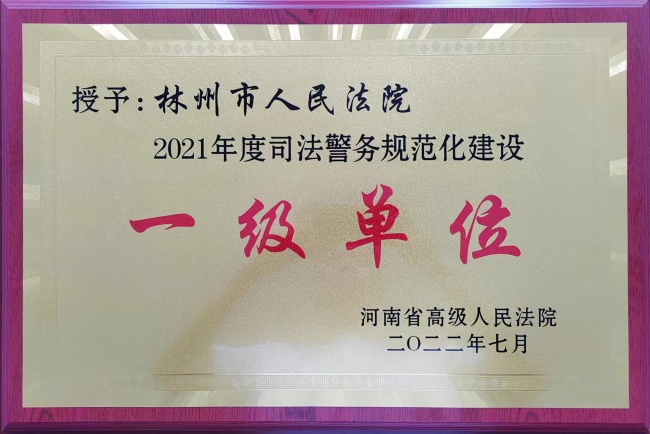 授予：林州市人民法院
2021年度司法警务规范化建设
一级单位
河南省高级人民法院
二〇二二年七月